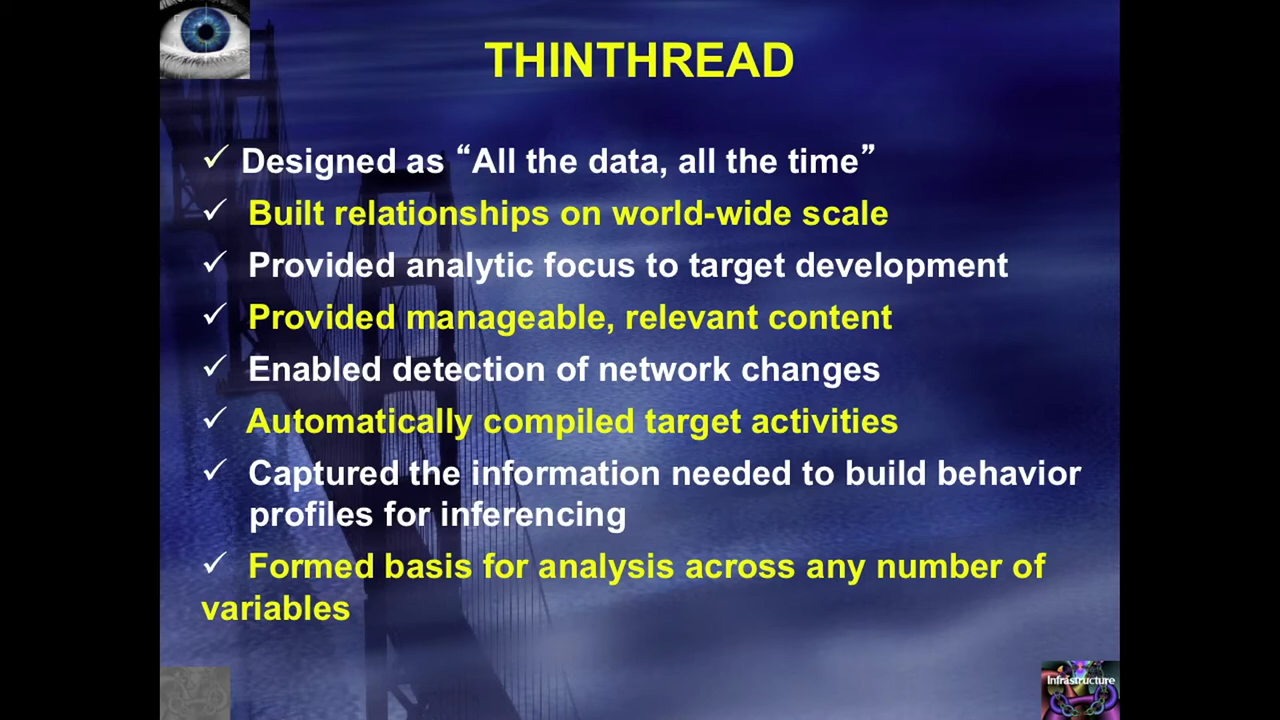 THINTHREAD
✓ Designed as “All the data, all the time”
✓ Built relationships on world-wide scale
✓ Provided analytic focus to target development
✓ Provided manageable, relevant content
✓ Enabled detection of network changes
✓ Automatically compiled target activities
✓ Captured the information needed to build behavior
profiles for inferencing
✓ Formed basis for analysis across any number of
variables
Infrastructure